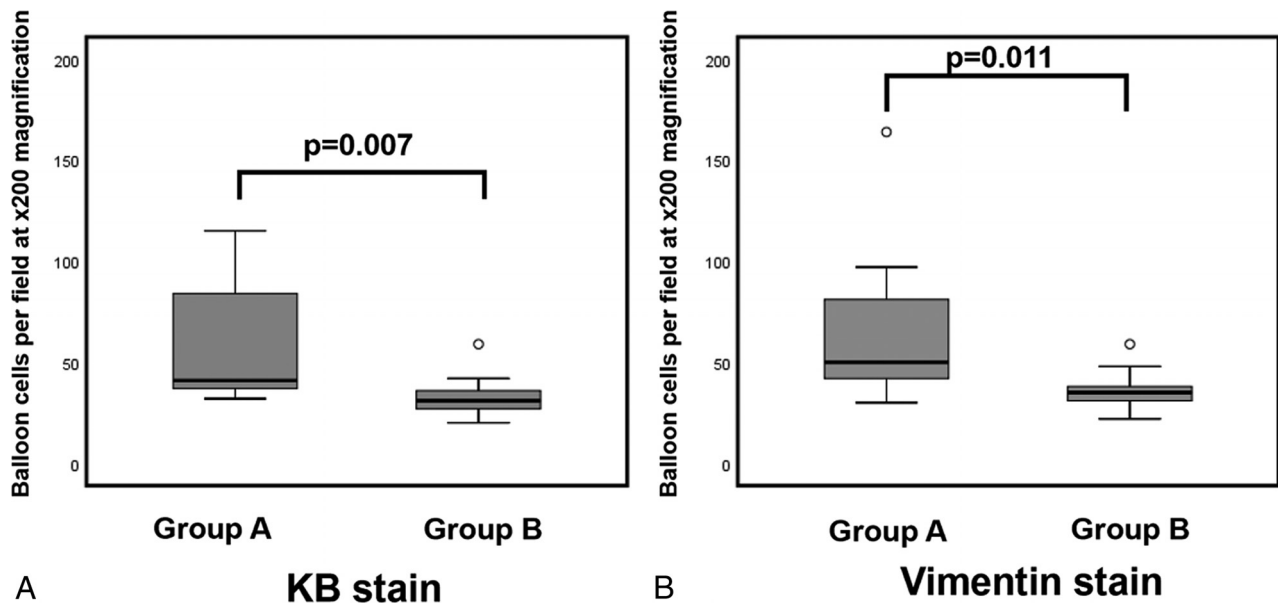 Balloon cells per field at x200 magnification
200
150
100
50
0
p=0.007
Group A
Group B
A
KB stain
Balloon cells per field at x200 magnification
200
150
100
50
0
p=0.011
Group A
Group B
B
Vimentin stain